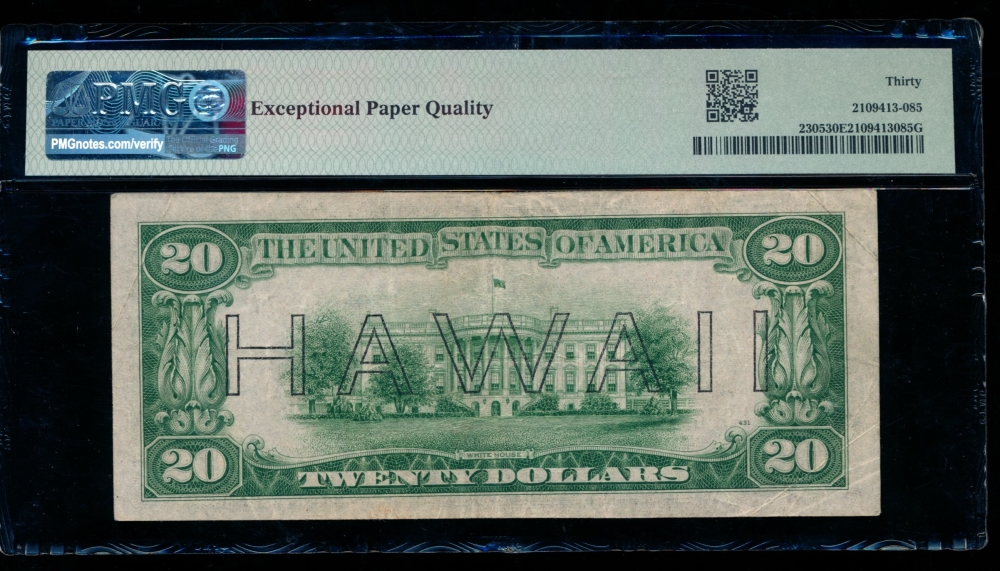 PMG
PMGnotes.com/verify
PNG
Exceptional Paper Quality
Thirty
2109413-085
230530E2109413085G
20
THE UNITED STATES OF AMERICA
20
HAWAII
431
WHITE HOUSE
20
TWENTY DOLLARS
20